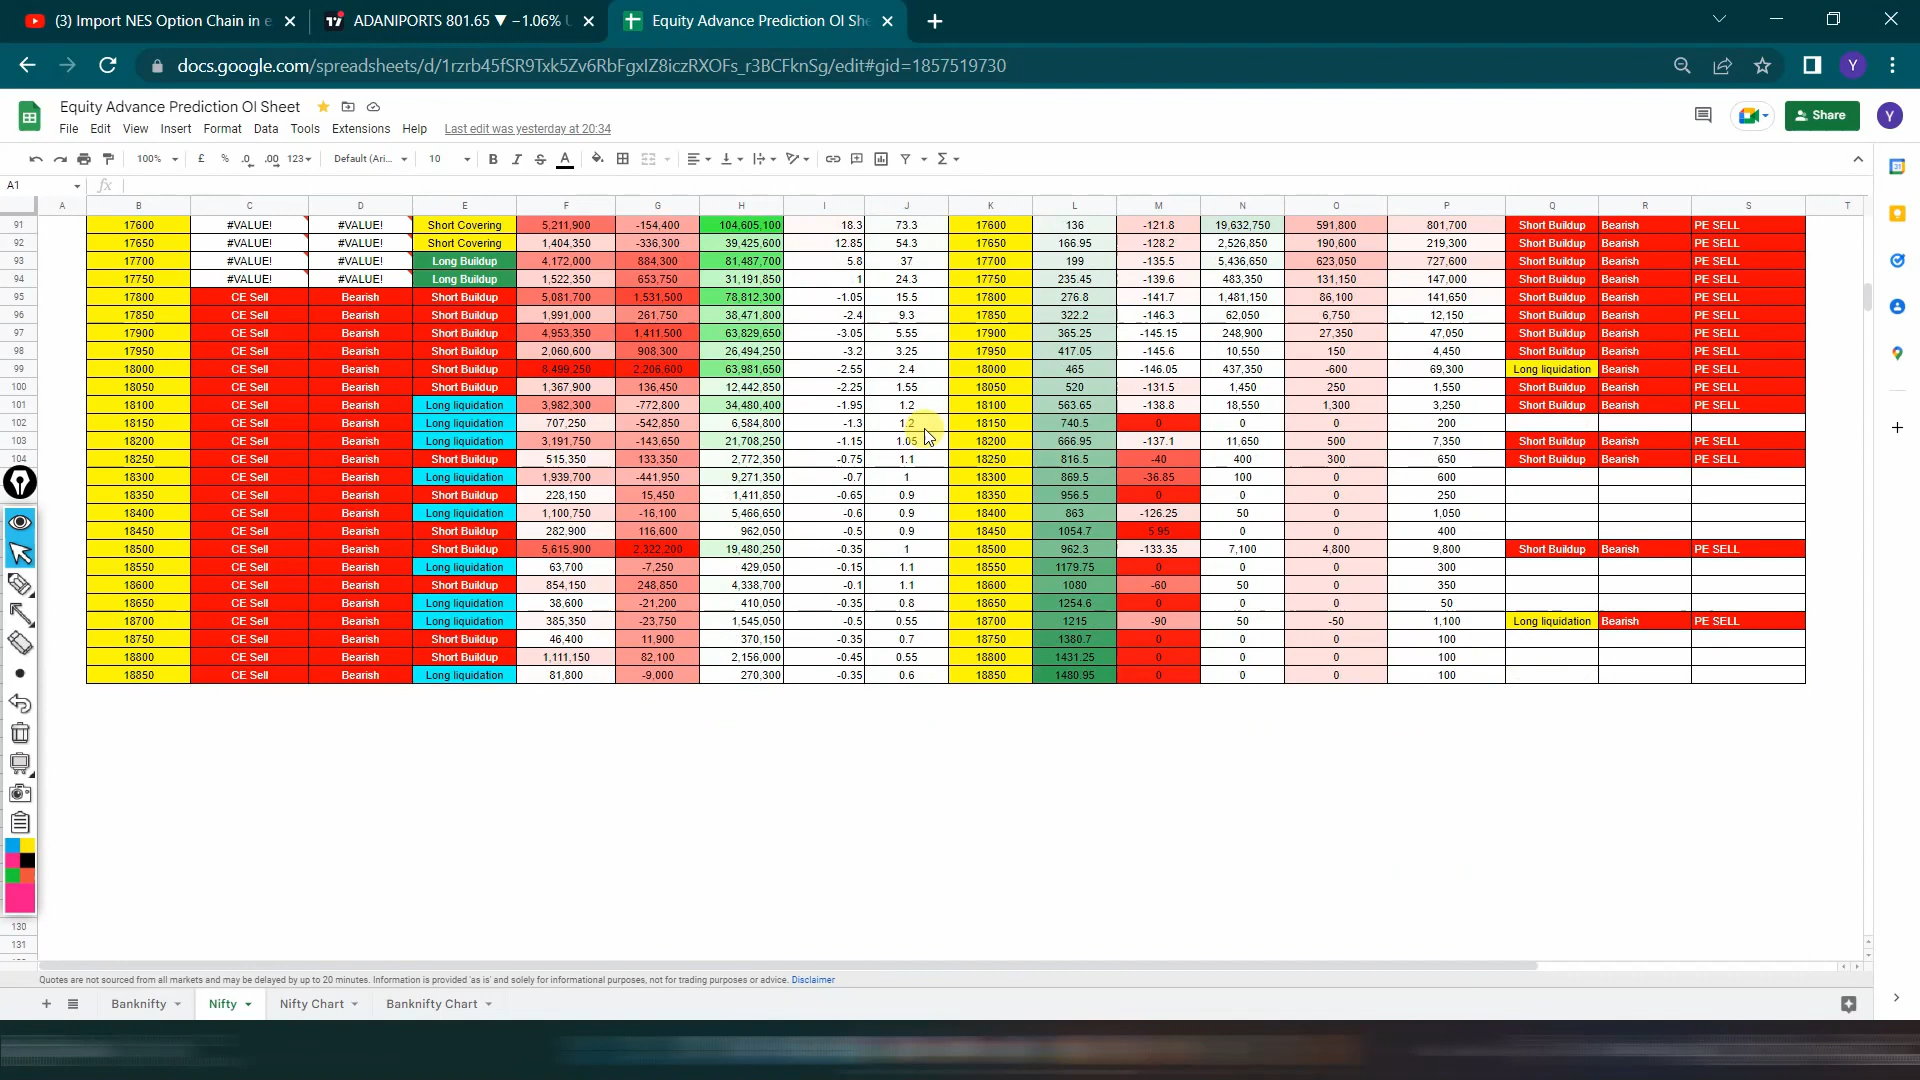 (3) Import NES Option Chain in e
ADANIPORTS 801.65 ▼ −1.06% U
Equity Advance Prediction OI She
docs.google.com/spreadsheets/d/1rzrb45fSR9Txk5Zv6RbFgxIZ8iczRXOFs_r3BCFknSg/edit#gid=1857519730
Y
Equity Advance Prediction OI Sheet
File Edit View Insert Format Data Tools Extensions Help Last edit was yesterday at 20:34
Share
Y
100% £ % .0 .00 123 Default (Ari... 10 B I S A Σ
A1 fx
A B C D E F G H I J K L M N O P Q R S T
91 17600 #VALUE! #VALUE! Short Covering 5,211,900 -154,400 104,605,100 18.3 73.3 17600 136 -121.8 19,632,750 591,800 801,700 Short Buildup Bearish PE SELL
92 17650 #VALUE! #VALUE! Short Covering 1,404,350 -336,300 39,425,600 12.85 54.3 17650 166.95 -128.2 2,526,850 190,600 219,300 Short Buildup Bearish PE SELL
93 17700 #VALUE! #VALUE! Long Buildup 4,172,000 884,300 81,487,700 5.8 37 17700 199 -135.5 5,436,650 623,050 727,600 Short Buildup Bearish PE SELL
94 17750 #VALUE! #VALUE! Long Buildup 1,522,350 653,750 31,191,850 1 24.3 17750 235.45 -139.6 483,350 131,150 147,000 Short Buildup Bearish PE SELL
95 17800 CE Sell Bearish Short Buildup 5,081,700 1,531,500 78,812,300 -1.05 15.5 17800 276.8 -141.7 1,481,150 86,100 141,650 Short Buildup Bearish PE SELL
96 17850 CE Sell Bearish Short Buildup 1,991,000 261,750 38,471,800 -2.4 9.3 17850 322.2 -146.3 62,050 6,750 12,150 Short Buildup Bearish PE SELL
97 17900 CE Sell Bearish Short Buildup 4,953,350 1,411,500 63,829,650 -3.05 5.55 17900 365.25 -145.15 248,900 27,350 47,050 Short Buildup Bearish PE SELL
98 17950 CE Sell Bearish Short Buildup 2,060,600 908,300 26,494,250 -3.2 3.25 17950 417.05 -145.6 10,550 150 4,450 Short Buildup Bearish PE SELL
99 18000 CE Sell Bearish Short Buildup 8,499,250 2,206,600 63,981,650 -2.55 2.4 18000 465 -146.05 437,350 -600 69,300 Long liquidation Bearish PE SELL
100 18050 CE Sell Bearish Short Buildup 1,367,900 136,450 12,442,850 -2.25 1.55 18050 520 -131.5 1,450 250 1,550 Short Buildup Bearish PE SELL
101 18100 CE Sell Bearish Long liquidation 3,982,300 -772,800 34,480,400 -1.95 1.2 18100 563.65 -138.8 18,550 1,300 3,250 Short Buildup Bearish PE SELL
102 18150 CE Sell Bearish Long liquidation 707,250 -542,850 6,584,800 -1.3 1.2 18150 740.5 0 0 0 200
103 18200 CE Sell Bearish Long liquidation 3,191,750 -143,650 21,708,250 -1.15 1.05 18200 666.95 -137.1 11,650 500 7,350 Short Buildup Bearish PE SELL
104 18250 CE Sell Bearish Short Buildup 515,350 133,350 2,772,350 -0.75 1.1 18250 816.5 -40 400 300 650 Short Buildup Bearish PE SELL
18300 CE Sell Bearish Long liquidation 1,939,700 -441,950 9,271,350 -0.7 1 18300 869.5 -36.85 100 0 600
18350 CE Sell Bearish Short Buildup 228,150 15,450 1,411,850 -0.65 0.9 18350 956.5 0 0 0 250
18400 CE Sell Bearish Long liquidation 1,100,750 -16,100 5,466,650 -0.6 0.9 18400 863 -126.25 50 0 1,050
18450 CE Sell Bearish Short Buildup 282,900 116,600 962,050 -0.5 0.9 18450 1054.7 5.95 0 0 400
18500 CE Sell Bearish Short Buildup 5,615,900 2,322,200 19,480,250 -0.35 1 18500 962.3 -133.35 7,100 4,800 9,800 Short Buildup Bearish PE SELL
18550 CE Sell Bearish Long liquidation 63,700 -7,250 429,050 -0.15 1.1 18550 1179.75 0 0 0 300
18600 CE Sell Bearish Short Buildup 854,150 248,850 4,338,700 -0.1 1.1 18600 1080 -60 50 0 350
18650 CE Sell Bearish Long liquidation 38,600 -21,200 410,050 -0.35 0.8 18650 1254.6 0 0 0 50
18700 CE Sell Bearish Long liquidation 385,350 -23,750 1,545,050 -0.5 0.55 18700 1215 -90 50 -50 1,100 Long liquidation Bearish PE SELL
18750 CE Sell Bearish Short Buildup 46,400 11,900 370,150 -0.35 0.7 18750 1380.7 0 0 0 100
18800 CE Sell Bearish Short Buildup 1,111,150 82,100 2,156,000 -0.45 0.55 18800 1431.25 0 0 0 100
18850 CE Sell Bearish Long liquidation 81,800 -9,000 270,300 -0.35 0.6 18850 1480.95 0 0 0 100
130
131
Quotes are not sourced from all markets and may be delayed by up to 20 minutes. Information is provided 'as is' and solely for informational purposes, not for trading purposes or advice. Disclaimer
Banknifty Nifty Nifty Chart Banknifty Chart